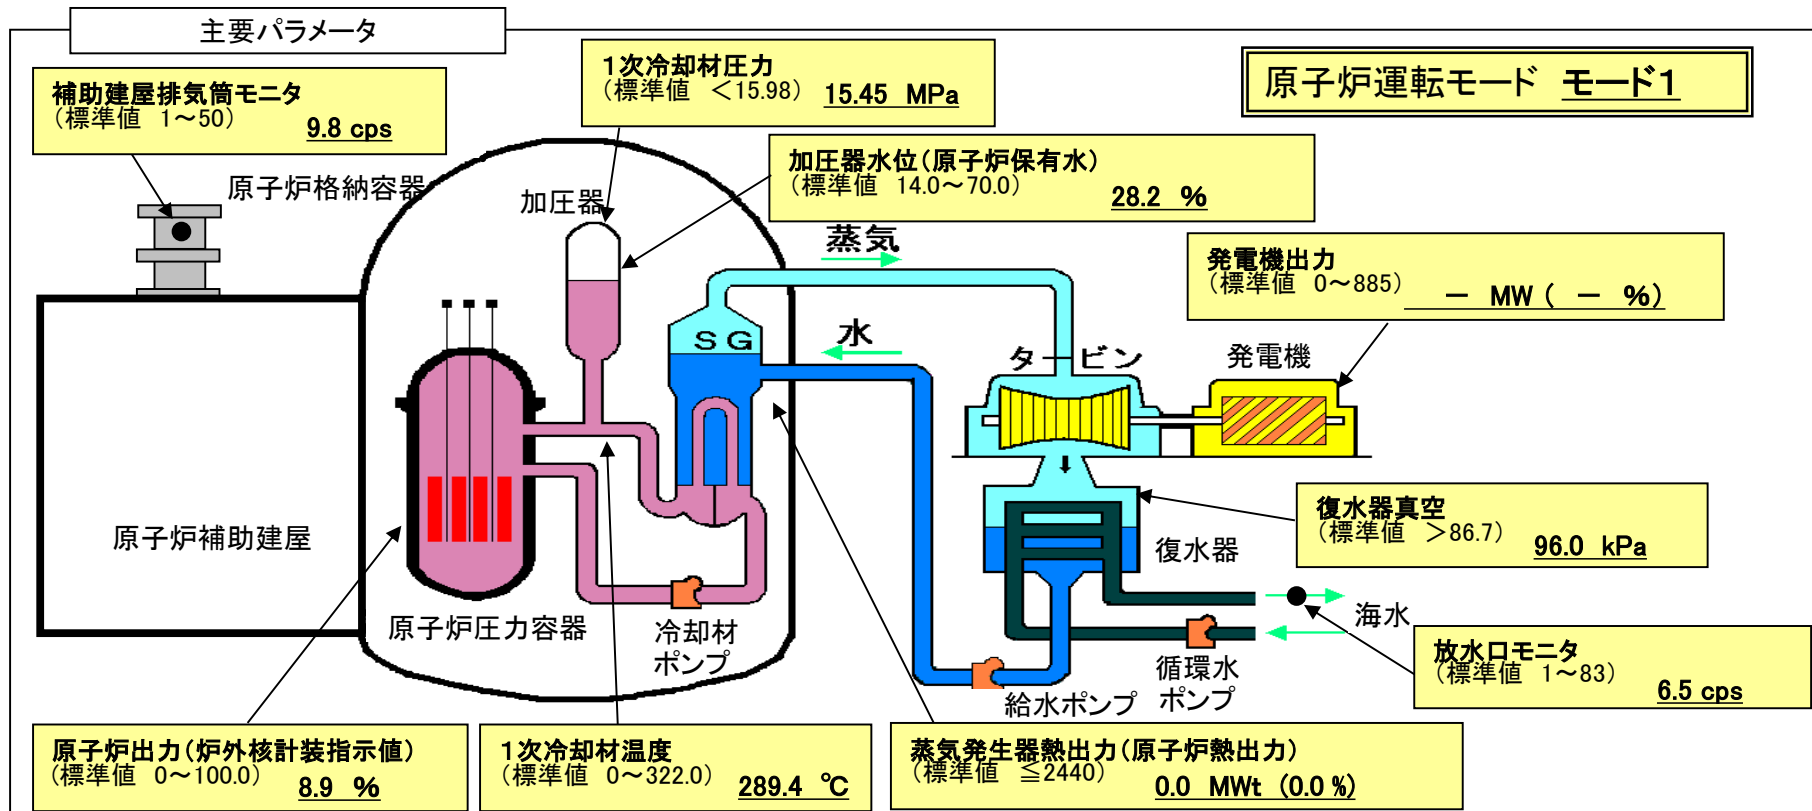 主要パラメータ
原子炉運転モード モード1
補助建屋排気筒モニタ
(標準値 1~50)
9.8 cps
1次冷却材圧力
(標準値 <15.98) 15.45 MPa
加圧器水位(原子炉保有水)
(標準値 14.0~70.0)
28.2 %
発電機出力
(標準値 0~885)
- MW ( - %)
原子炉格納容器
加圧器
蒸気
SG
水
タービン
発電機
原子炉補助建屋
復水器真空
(標準値 >86.7)
96.0 kPa
復水器
原子炉圧力容器
冷却材
ポンプ
海水
循環水
ポンプ
給水ポンプ
放水口モニタ
(標準値 1~83)
6.5 cps
原子炉出力(炉外核計装指示値)
(標準値 0~100.0)
8.9 %
1次冷却材温度
(標準値 0~322.0)
289.4 ℃
蒸気発生器熱出力(原子炉熱出力)
(標準値 ≦2440)
0.0 MWt (0.0 %)